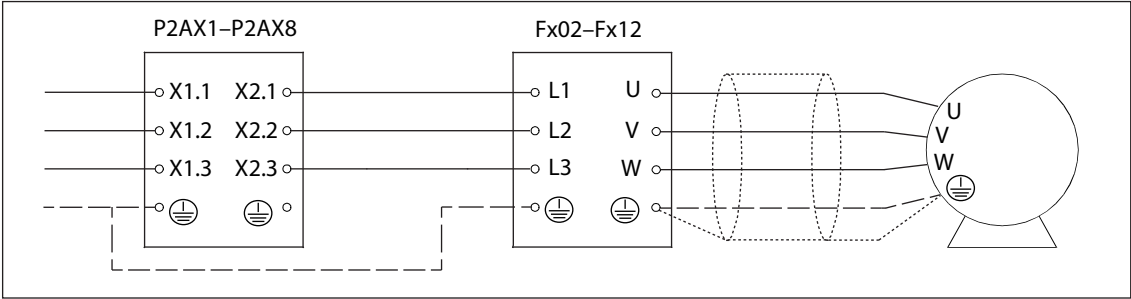 P2AX1–P2AX8
Fx02–Fx12
X1.1 X2.1 L1 U
X1.2 X2.2 L2 V
X1.3 X2.3 L3 W
U
V
W